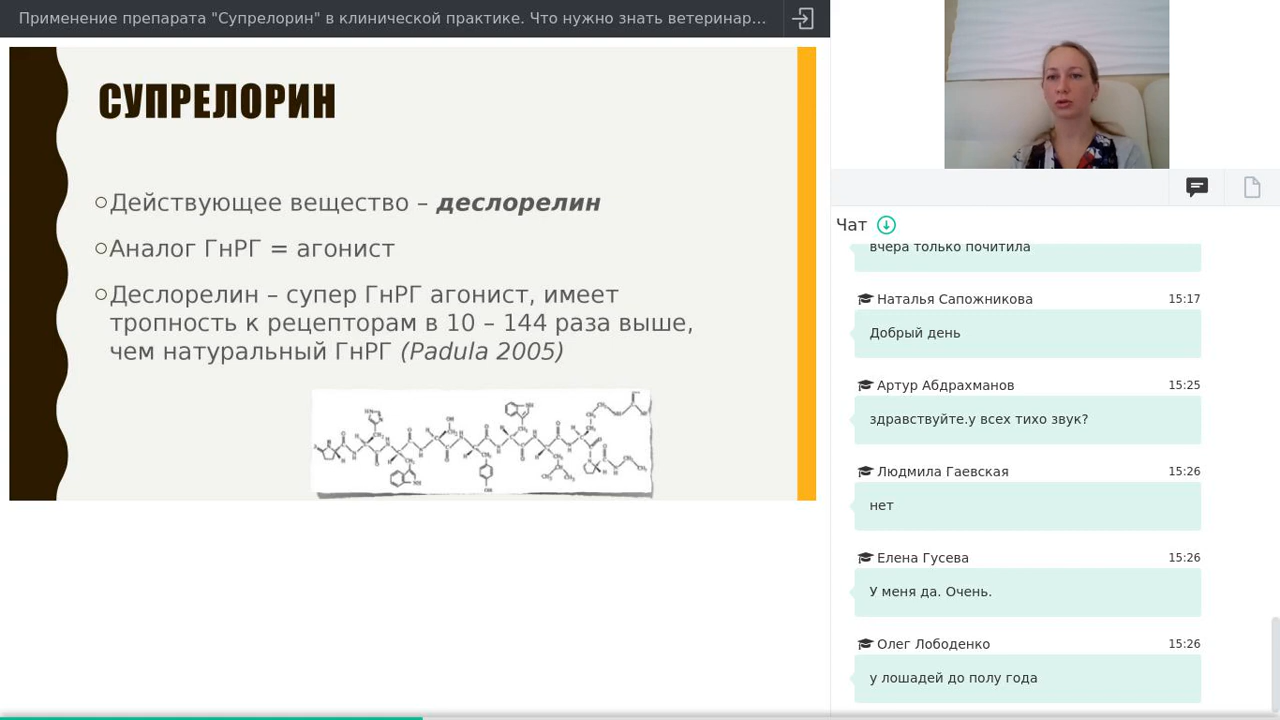 Применение препарата "Супрелорин" в клинической практике. Что нужно знать ветеринар...
СУПРЕЛОРИН
Действующее вещество – деслорелин
Аналог ГнРГ = агонист
Деслорелин – супер ГнРГ агонист, имеет
тропность к рецепторам в 10 – 144 раза выше,
чем натуральный ГнРГ (Padula 2005)
Чат
вчера только почитила
Наталья Сапожникова 15:17
Добрый день
Артур Абдрахманов 15:25
здравствуйте.у всех тихо звук?
Людмила Гаевская 15:26
нет
Елена Гусева 15:26
У меня да. Очень.
Олег Лободенко 15:26
у лошадей до полу года